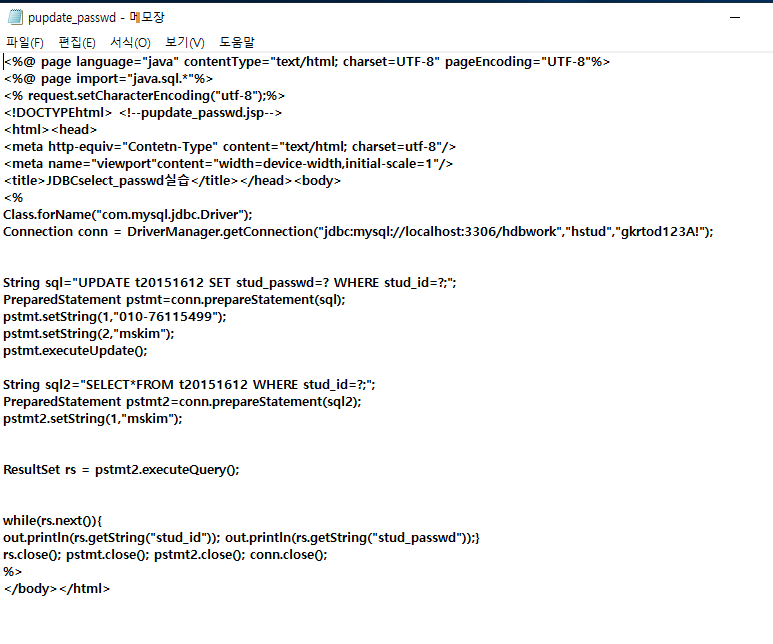 pupdate_passwd - 메모장
파일(F) 편집(E) 서식(O) 보기(V) 도움말
<%@ page language="java" contentType="text/html; charset=UTF-8" pageEncoding="UTF-8"%>
<%@ page import="java.sql.*"%>
<% request.setCharacterEncoding("utf-8");%>
<!DOCTYPEhtml> <!--pupdate_passwd.jsp-->
<html><head>
<meta http-equiv="Contetn-Type" content="text/html; charset=utf-8"/>
<meta name="viewport"content="width=device-width,initial-scale=1"/>
<title>JDBCselect_passwd실습</title></head><body>
<%
Class.forName("com.mysql.jdbc.Driver");
Connection conn = DriverManager.getConnection("jdbc:mysql://localhost:3306/hdbwork","hstud","gkrtod123A!");
String sql="UPDATE t20151612 SET stud_passwd=? WHERE stud_id=?;";
PreparedStatement pstmt=conn.prepareStatement(sql);
pstmt.setString(1,"010-76115499");
pstmt.setString(2,"mskim");
pstmt.executeUpdate();
String sql2="SELECT*FROM t20151612 WHERE stud_id=?;";
PreparedStatement pstmt2=conn.prepareStatement(sql2);
pstmt2.setString(1,"mskim");
ResultSet rs = pstmt2.executeQuery();
while(rs.next()){
out.println(rs.getString("stud_id")); out.println(rs.getString("stud_passwd"));}
rs.close(); pstmt.close(); pstmt2.close(); conn.close();
%>
</body></html>